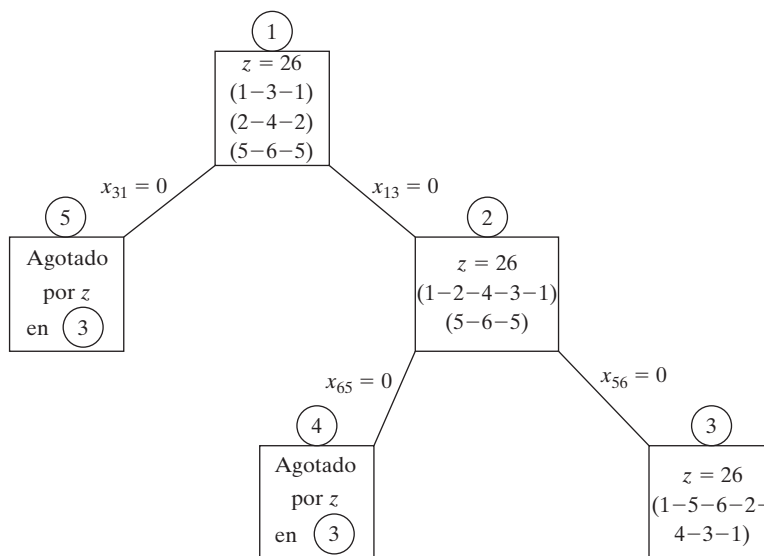 1
z = 26
(1−3−1)
(2−4−2)
(5−6−5)
x31 = 0
x13 = 0
5
Agotado
por z
en 3
2
z = 26
(1−2−4−3−1)
(5−6−5)
x65 = 0
x56 = 0
4
Agotado
por z
en 3
3
z = 26
(1−5−6−2−
4−3−1)